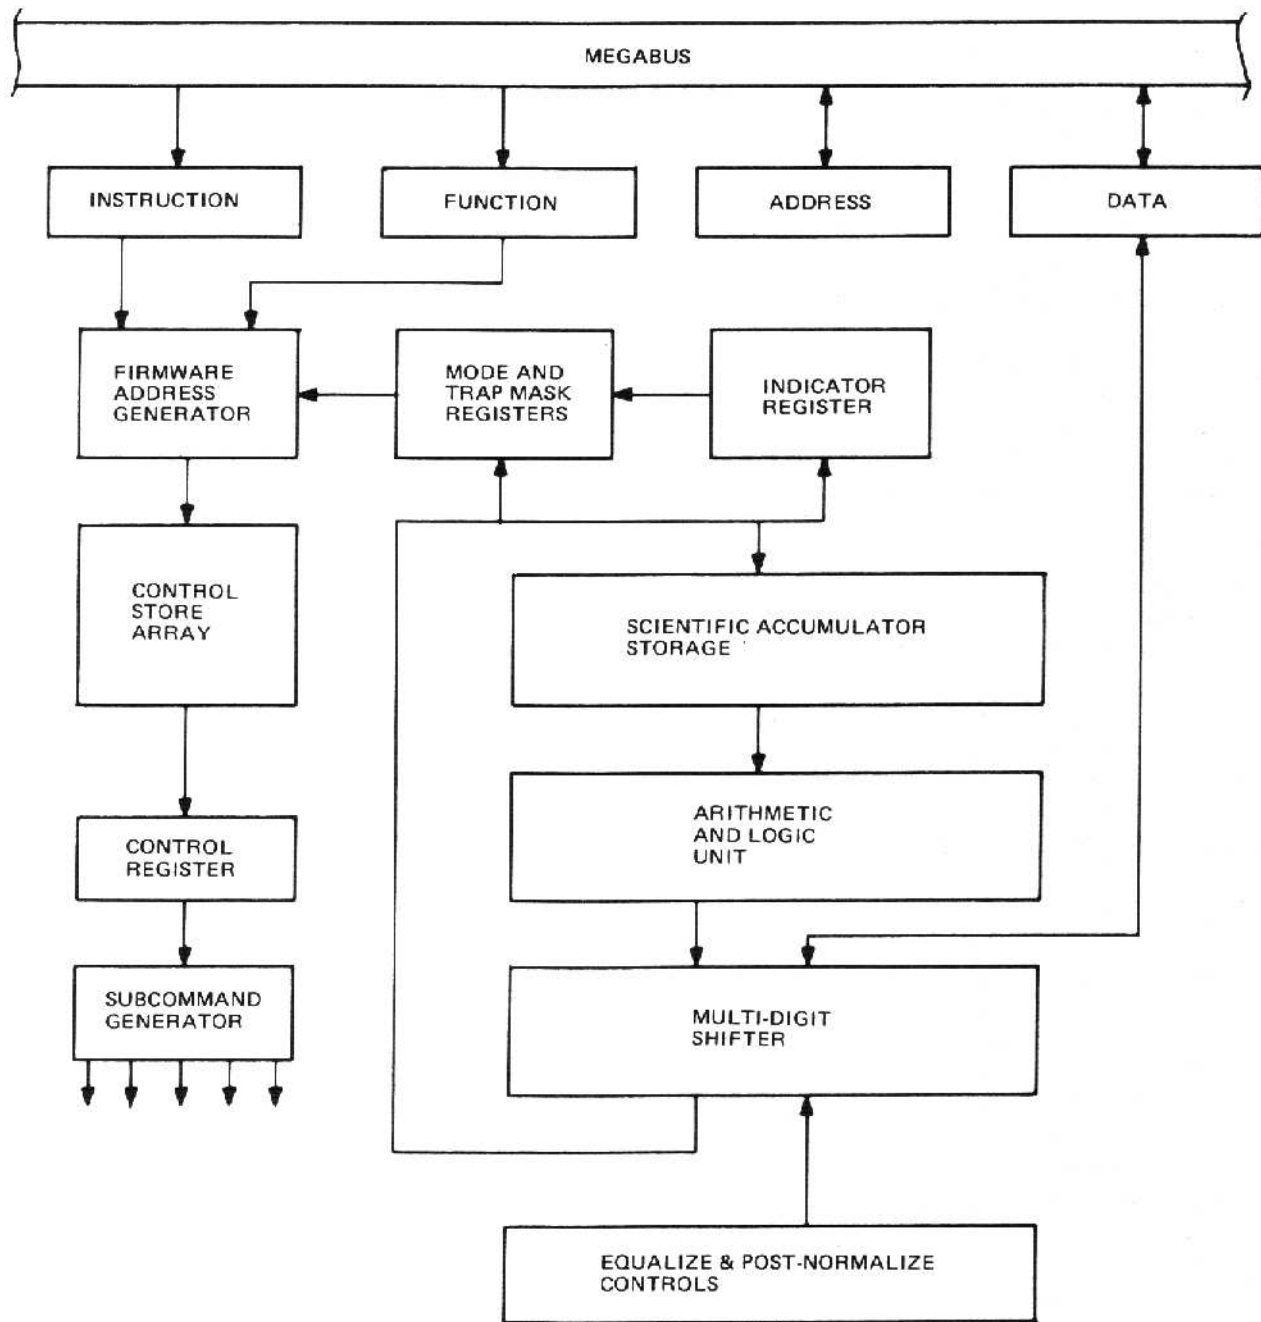 MEGABUS
INSTRUCTION
FUNCTION
ADDRESS
DATA
FIRMWARE
ADDRESS
GENERATOR
MODE AND
TRAP MASK
REGISTERS
INDICATOR
REGISTER
CONTROL
STORE
ARRAY
SCIENTIFIC ACCUMULATOR
STORAGE
ARITHMETIC
AND LOGIC
UNIT
CONTROL
REGISTER
SUBCOMMAND
GENERATOR
MULTI-DIGIT
SHIFTER
EQUALIZE & POST-NORMALIZE
CONTROLS